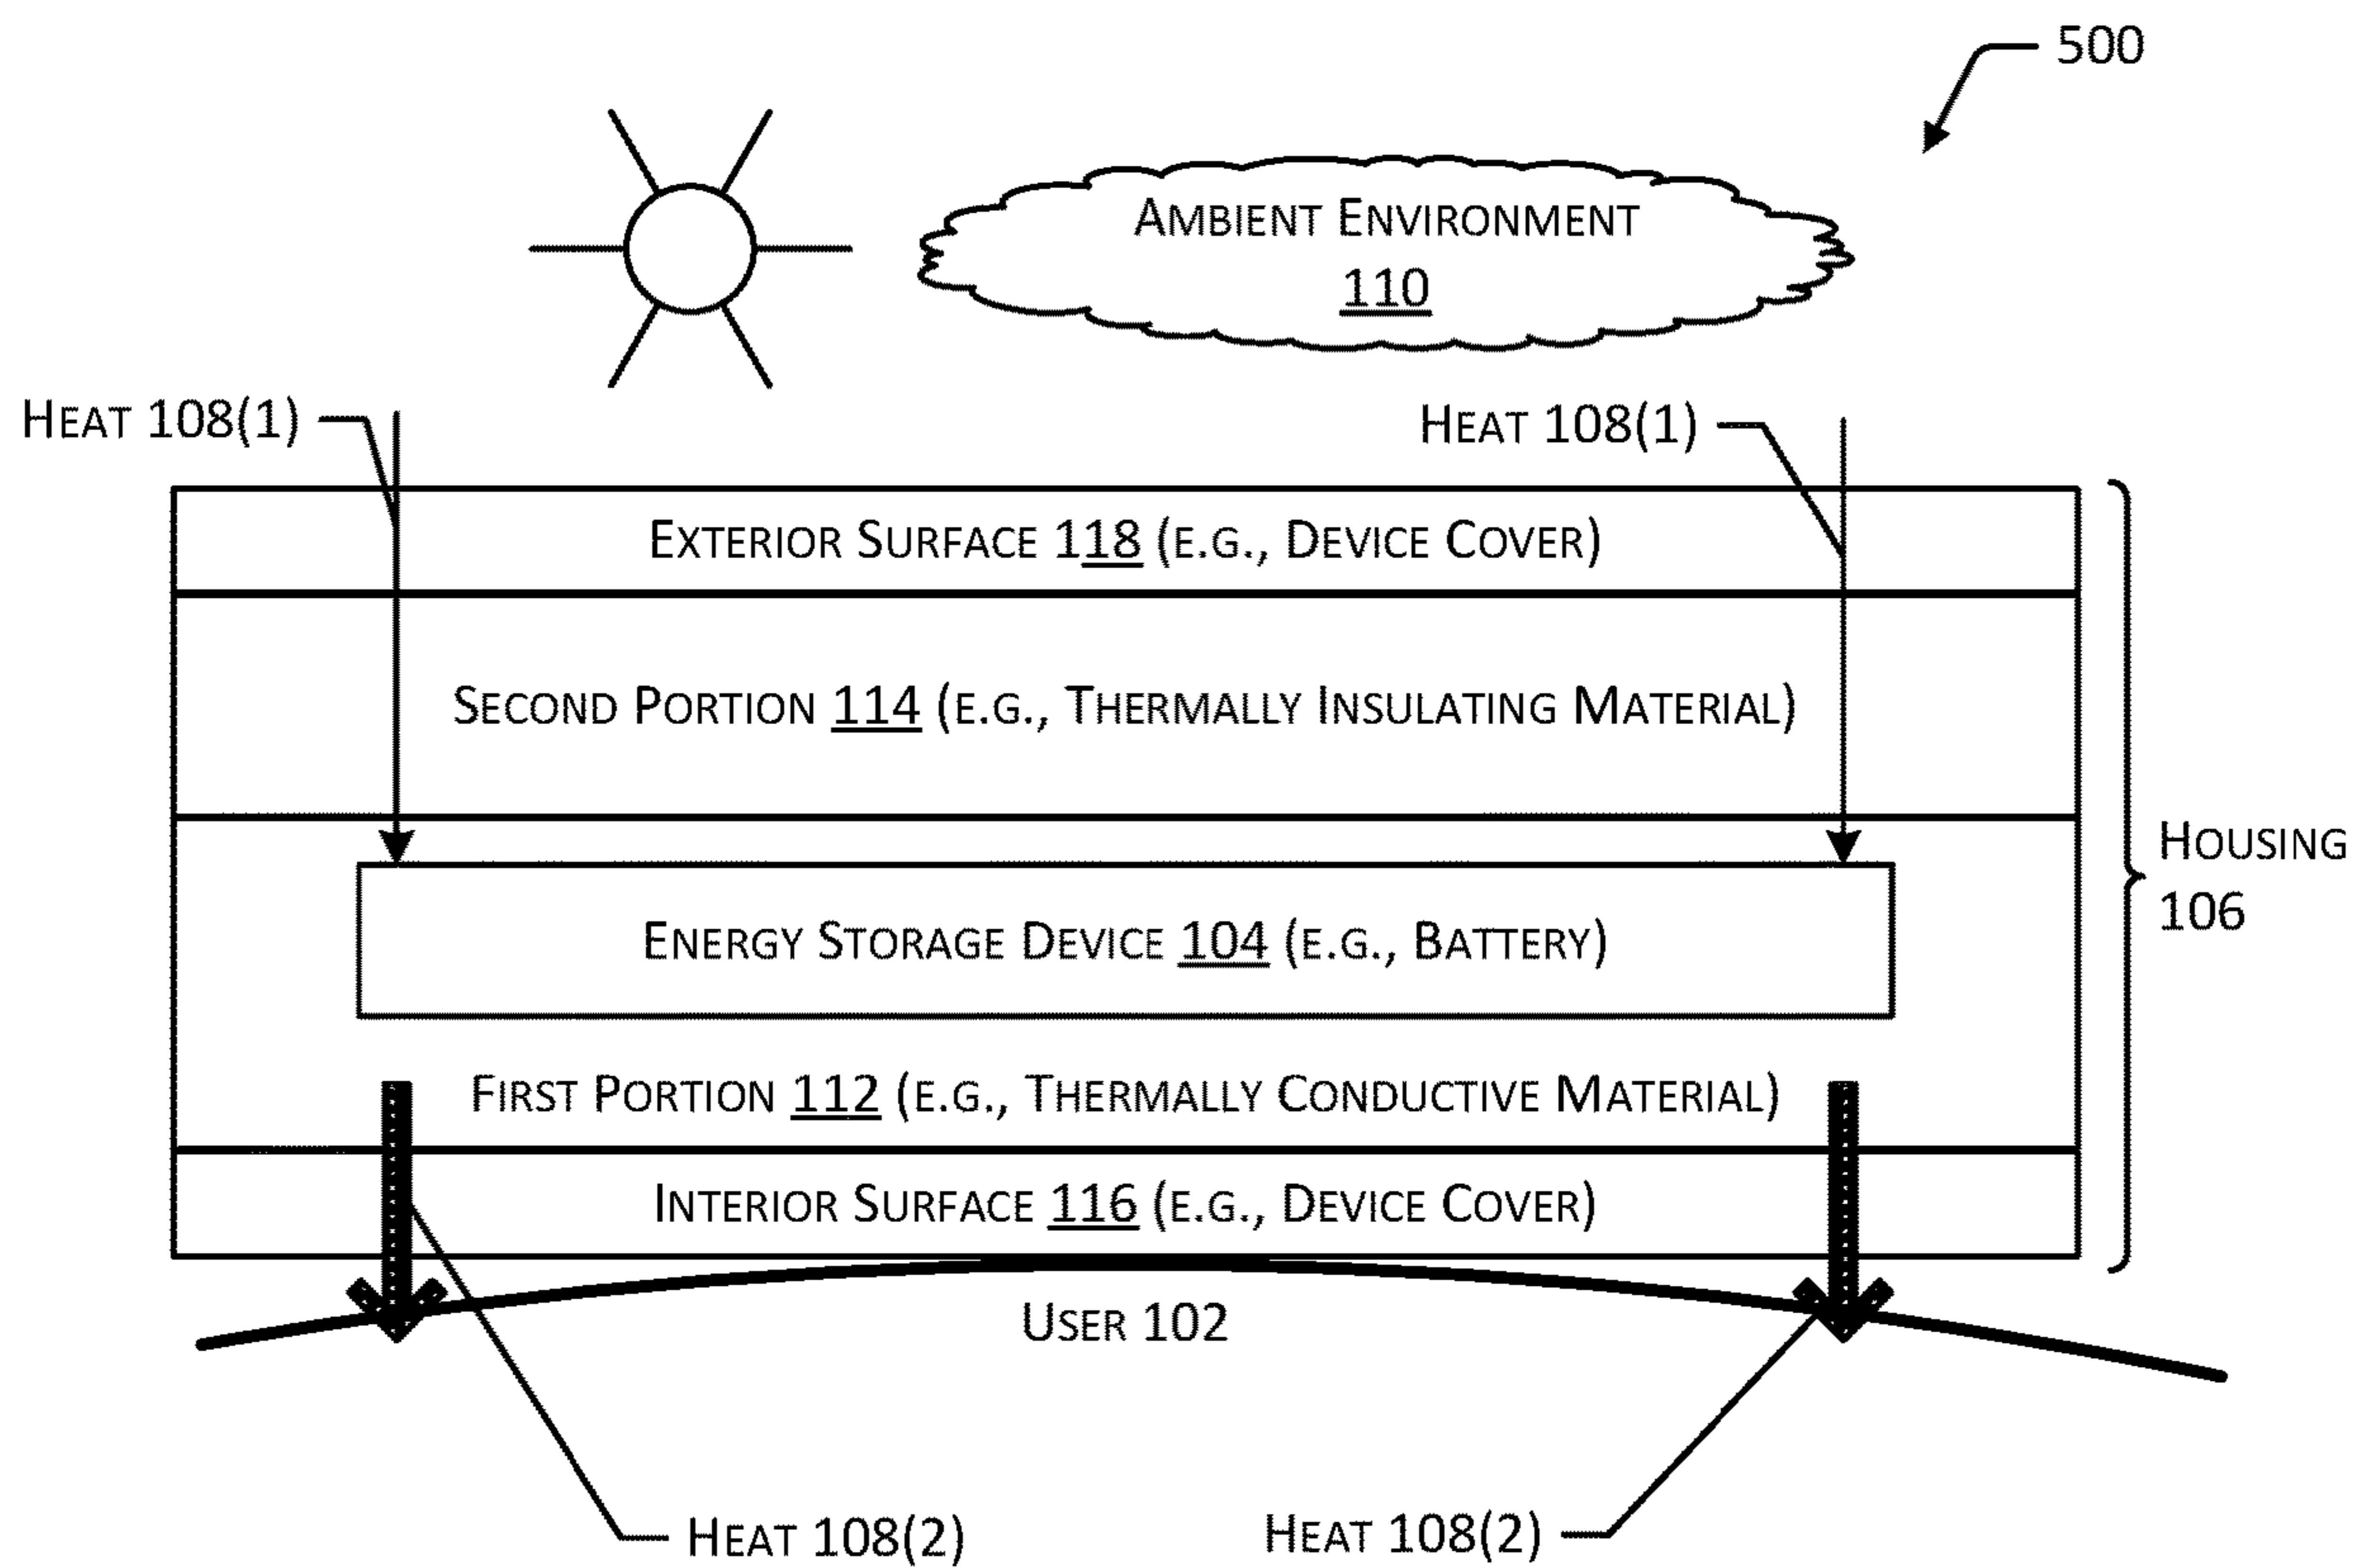 500
AMBIENT ENVIRONMENT
110
HEAT 108(1)
HEAT 108(1)
EXTERIOR SURFACE 118 (E.G., DEVICE COVER)
SECOND PORTION 114 (E.G., THERMALLY INSULATING MATERIAL)
HOUSING
106
ENERGY STORAGE DEVICE 104 (E.G., BATTERY)
FIRST PORTION 112 (E.G., THERMALLY CONDUCTIVE MATERIAL)
INTERIOR SURFACE 116 (E.G., DEVICE COVER)
USER 102
HEAT 108(2)
HEAT 108(2)